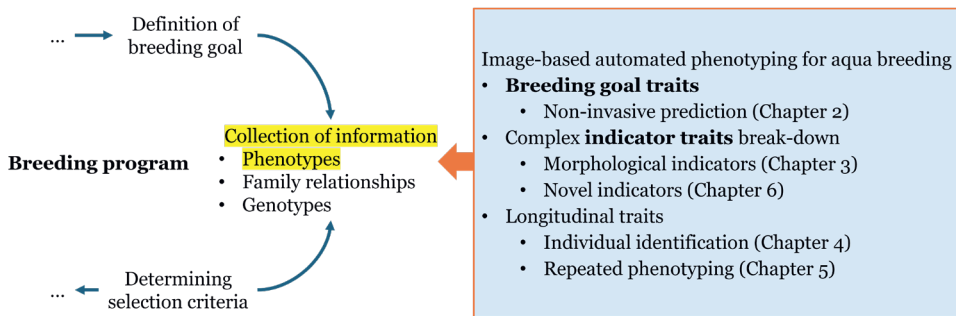 ... Definition of
breeding goal
Collection of information
• Phenotypes
Breeding program
• Family relationships
• Genotypes
... Determining
selection criteria
Image-based automated phenotyping for aqua breeding
• Breeding goal traits
• Non-invasive prediction (Chapter 2)
• Complex indicator traits break-down
• Morphological indicators (Chapter 3)
• Novel indicators (Chapter 6)
• Longitudinal traits
• Individual identification (Chapter 4)
• Repeated phenotyping (Chapter 5)